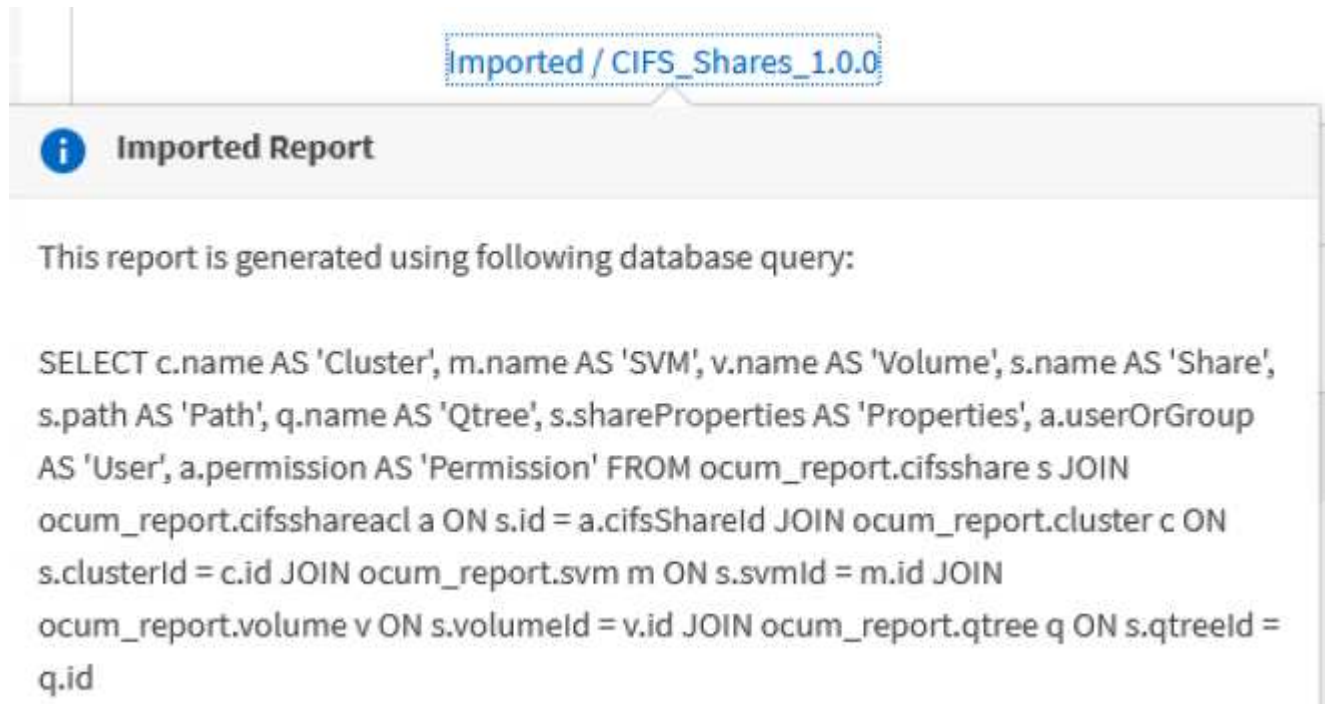 Imported / CIFS_Shares_1.0.0
Imported Report
This report is generated using following database query:
SELECT c.name AS 'Cluster', m.name AS 'SVM', v.name AS 'Volume', s.name AS 'Share',
s.path AS 'Path', q.name AS 'Qtree', s.shareProperties AS 'Properties', a.userOrGroup
AS 'User', a.permission AS 'Permission' FROM ocum_report.cifsshare s JOIN
ocum_report.cifsshareacl a ON s.id = a.cifsShareId JOIN ocum_report.cluster c ON
s.clusterId = c.id JOIN ocum_report.svm m ON s.svmId = m.id JOIN
ocum_report.volume v ON s.volumeId = v.id JOIN ocum_report.qtree q ON s.qtreeId =
q.id